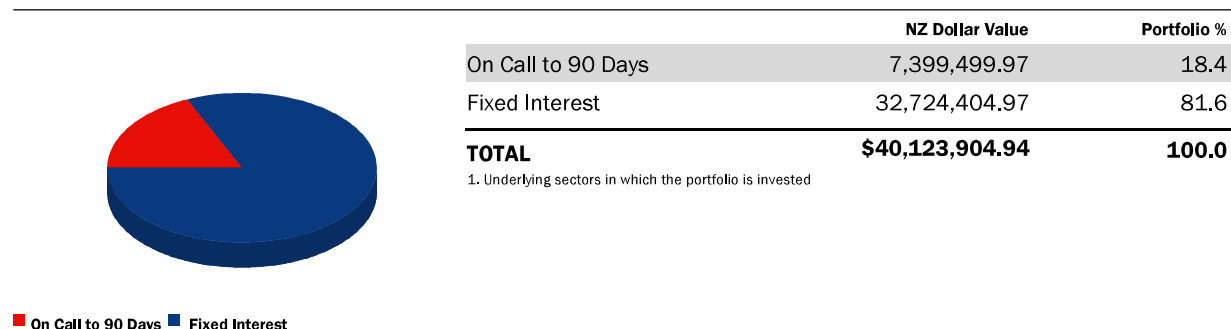 NZ Dollar Value Portfolio %
On Call to 90 Days 7,399,499.97 18.4
Fixed Interest 32,724,404.97 81.6
TOTAL $40,123,904.94 100.0
1. Underlying sectors in which the portfolio is invested
On Call to 90 Days Fixed Interest